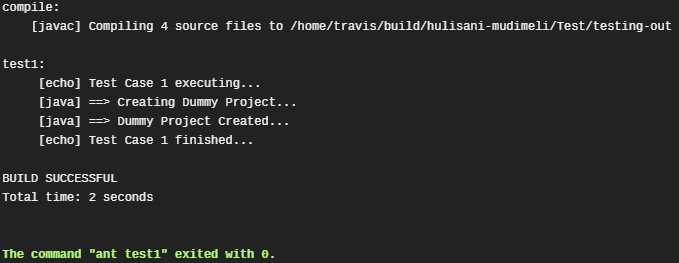 compile:
    [javac] Compiling 4 source files to /home/travis/build/hulisani-mudimeli/Test/testing-out
test1:
     [echo] Test Case 1 executing...
     [java] ==> Creating Dummy Project...
     [java] ==> Dummy Project Created...
     [echo] Test Case 1 finished...
BUILD SUCCESSFUL
Total time: 2 seconds
The command "ant test1" exited with 0.